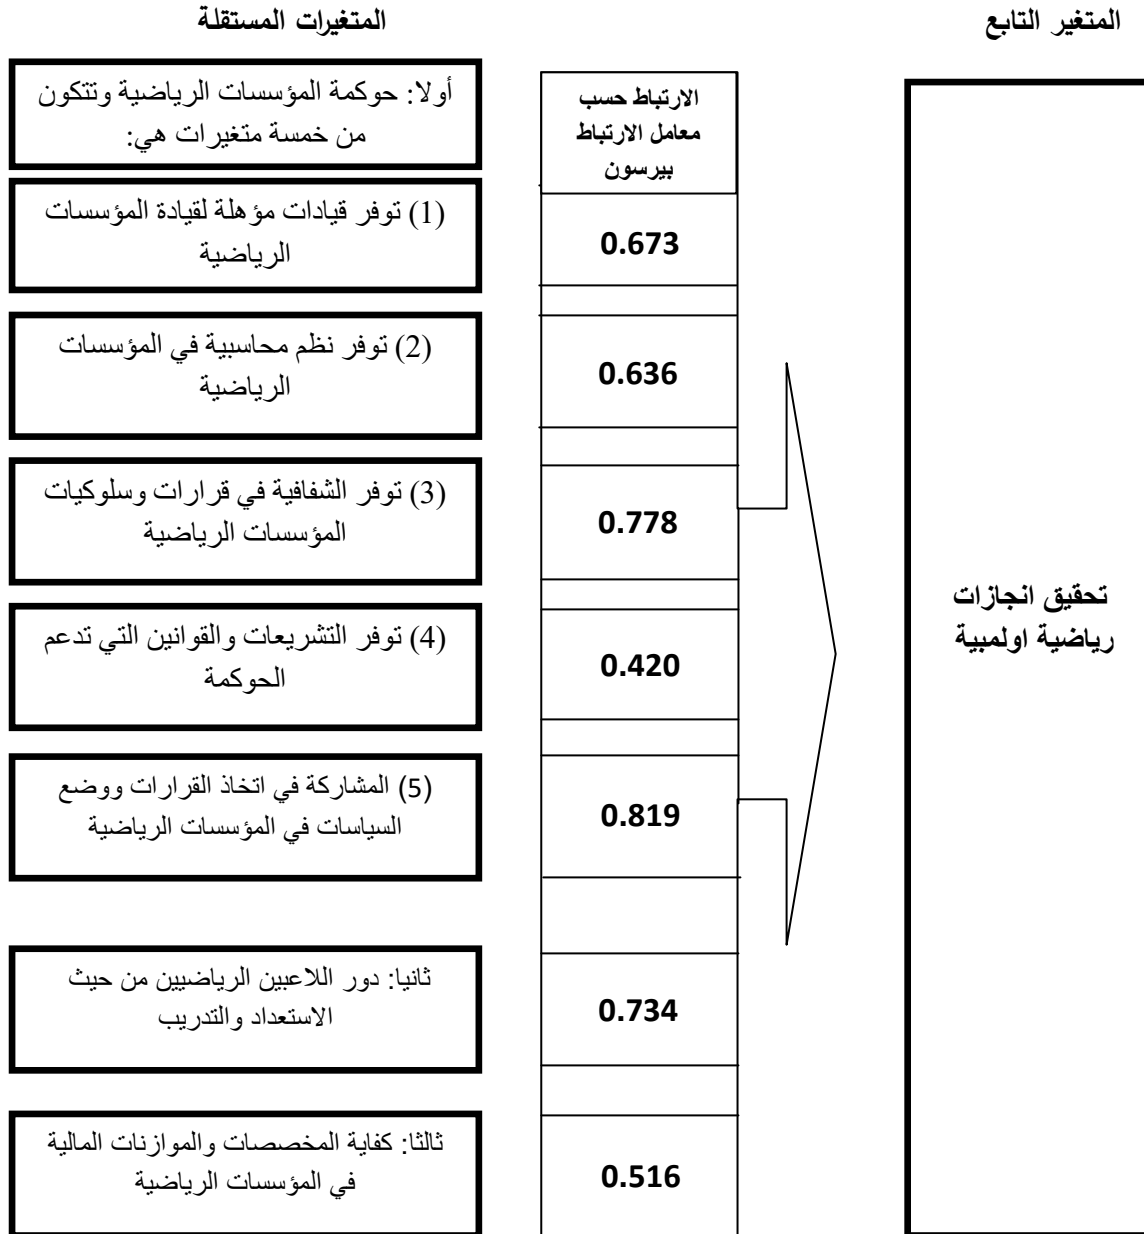 المتغيرات المستقلة
المتغير التابع
أولا: حوكمة المؤسسات الرياضية وتتكون
من خمسة متغيرات هي:
الارتباط حسب
معامل الارتباط
بيرسون
(1) توفر قيادات مؤهلة لقيادة المؤسسات
الرياضية
0.673
(2) توفر نظم محاسبية في المؤسسات
الرياضية
0.636
(3) توفر الشفافية في قرارات وسلوكيات
المؤسسات الرياضية
0.778
(4) توفر التشريعات والقوانين التي تدعم
الحوكمة
0.420
(5) المشاركة في اتخاذ القرارات ووضع
السياسات في المؤسسات الرياضية
0.819
ثانيا: دور اللاعبين الرياضيين من حيث
الاستعداد والتدريب
0.734
ثالثا: كفاية المخصصات والموازنات المالية
في المؤسسات الرياضية
0.516
تحقيق انجازات
رياضية اولمبية